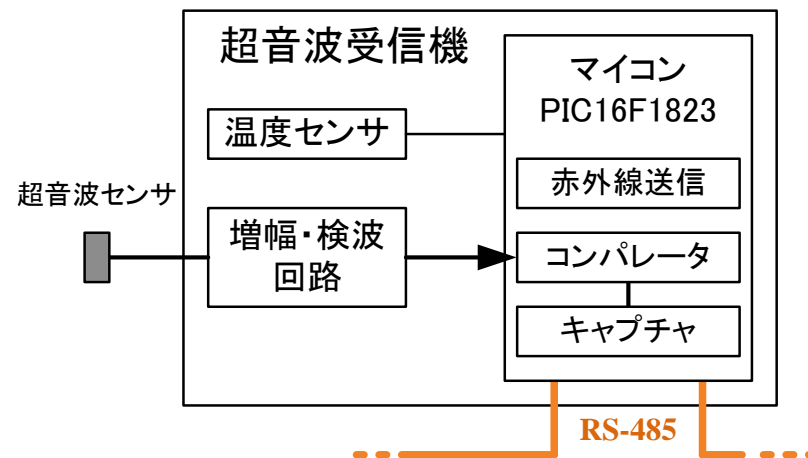 超音波受信機
マイコン
PIC16F1823
温度センサ
赤外線送信
超音波センサ
増幅・検波
回路
コンパレータ
キャプチャ
RS-485